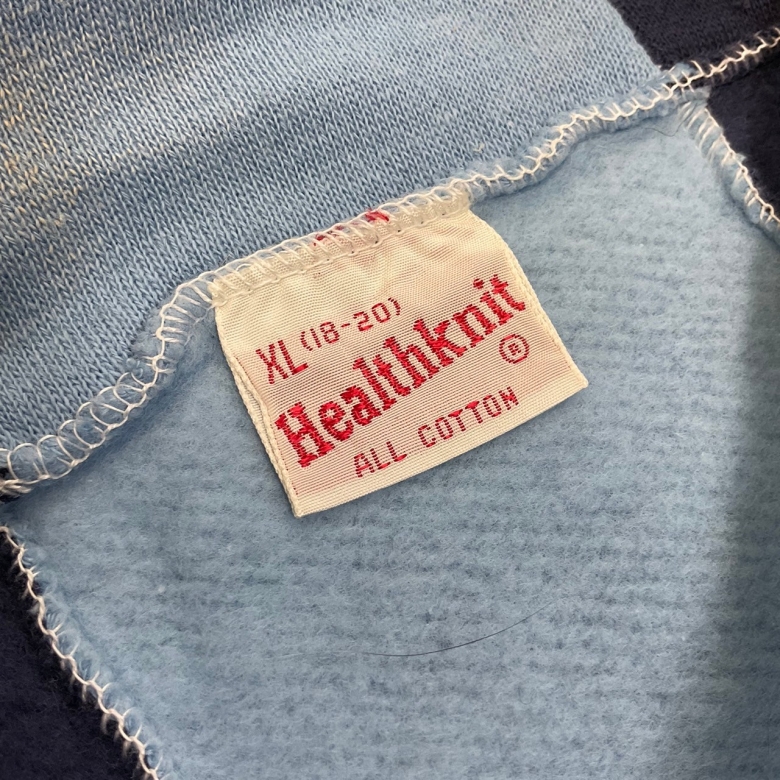 XL (18-20)
Healthknit
®
ALL COTTON